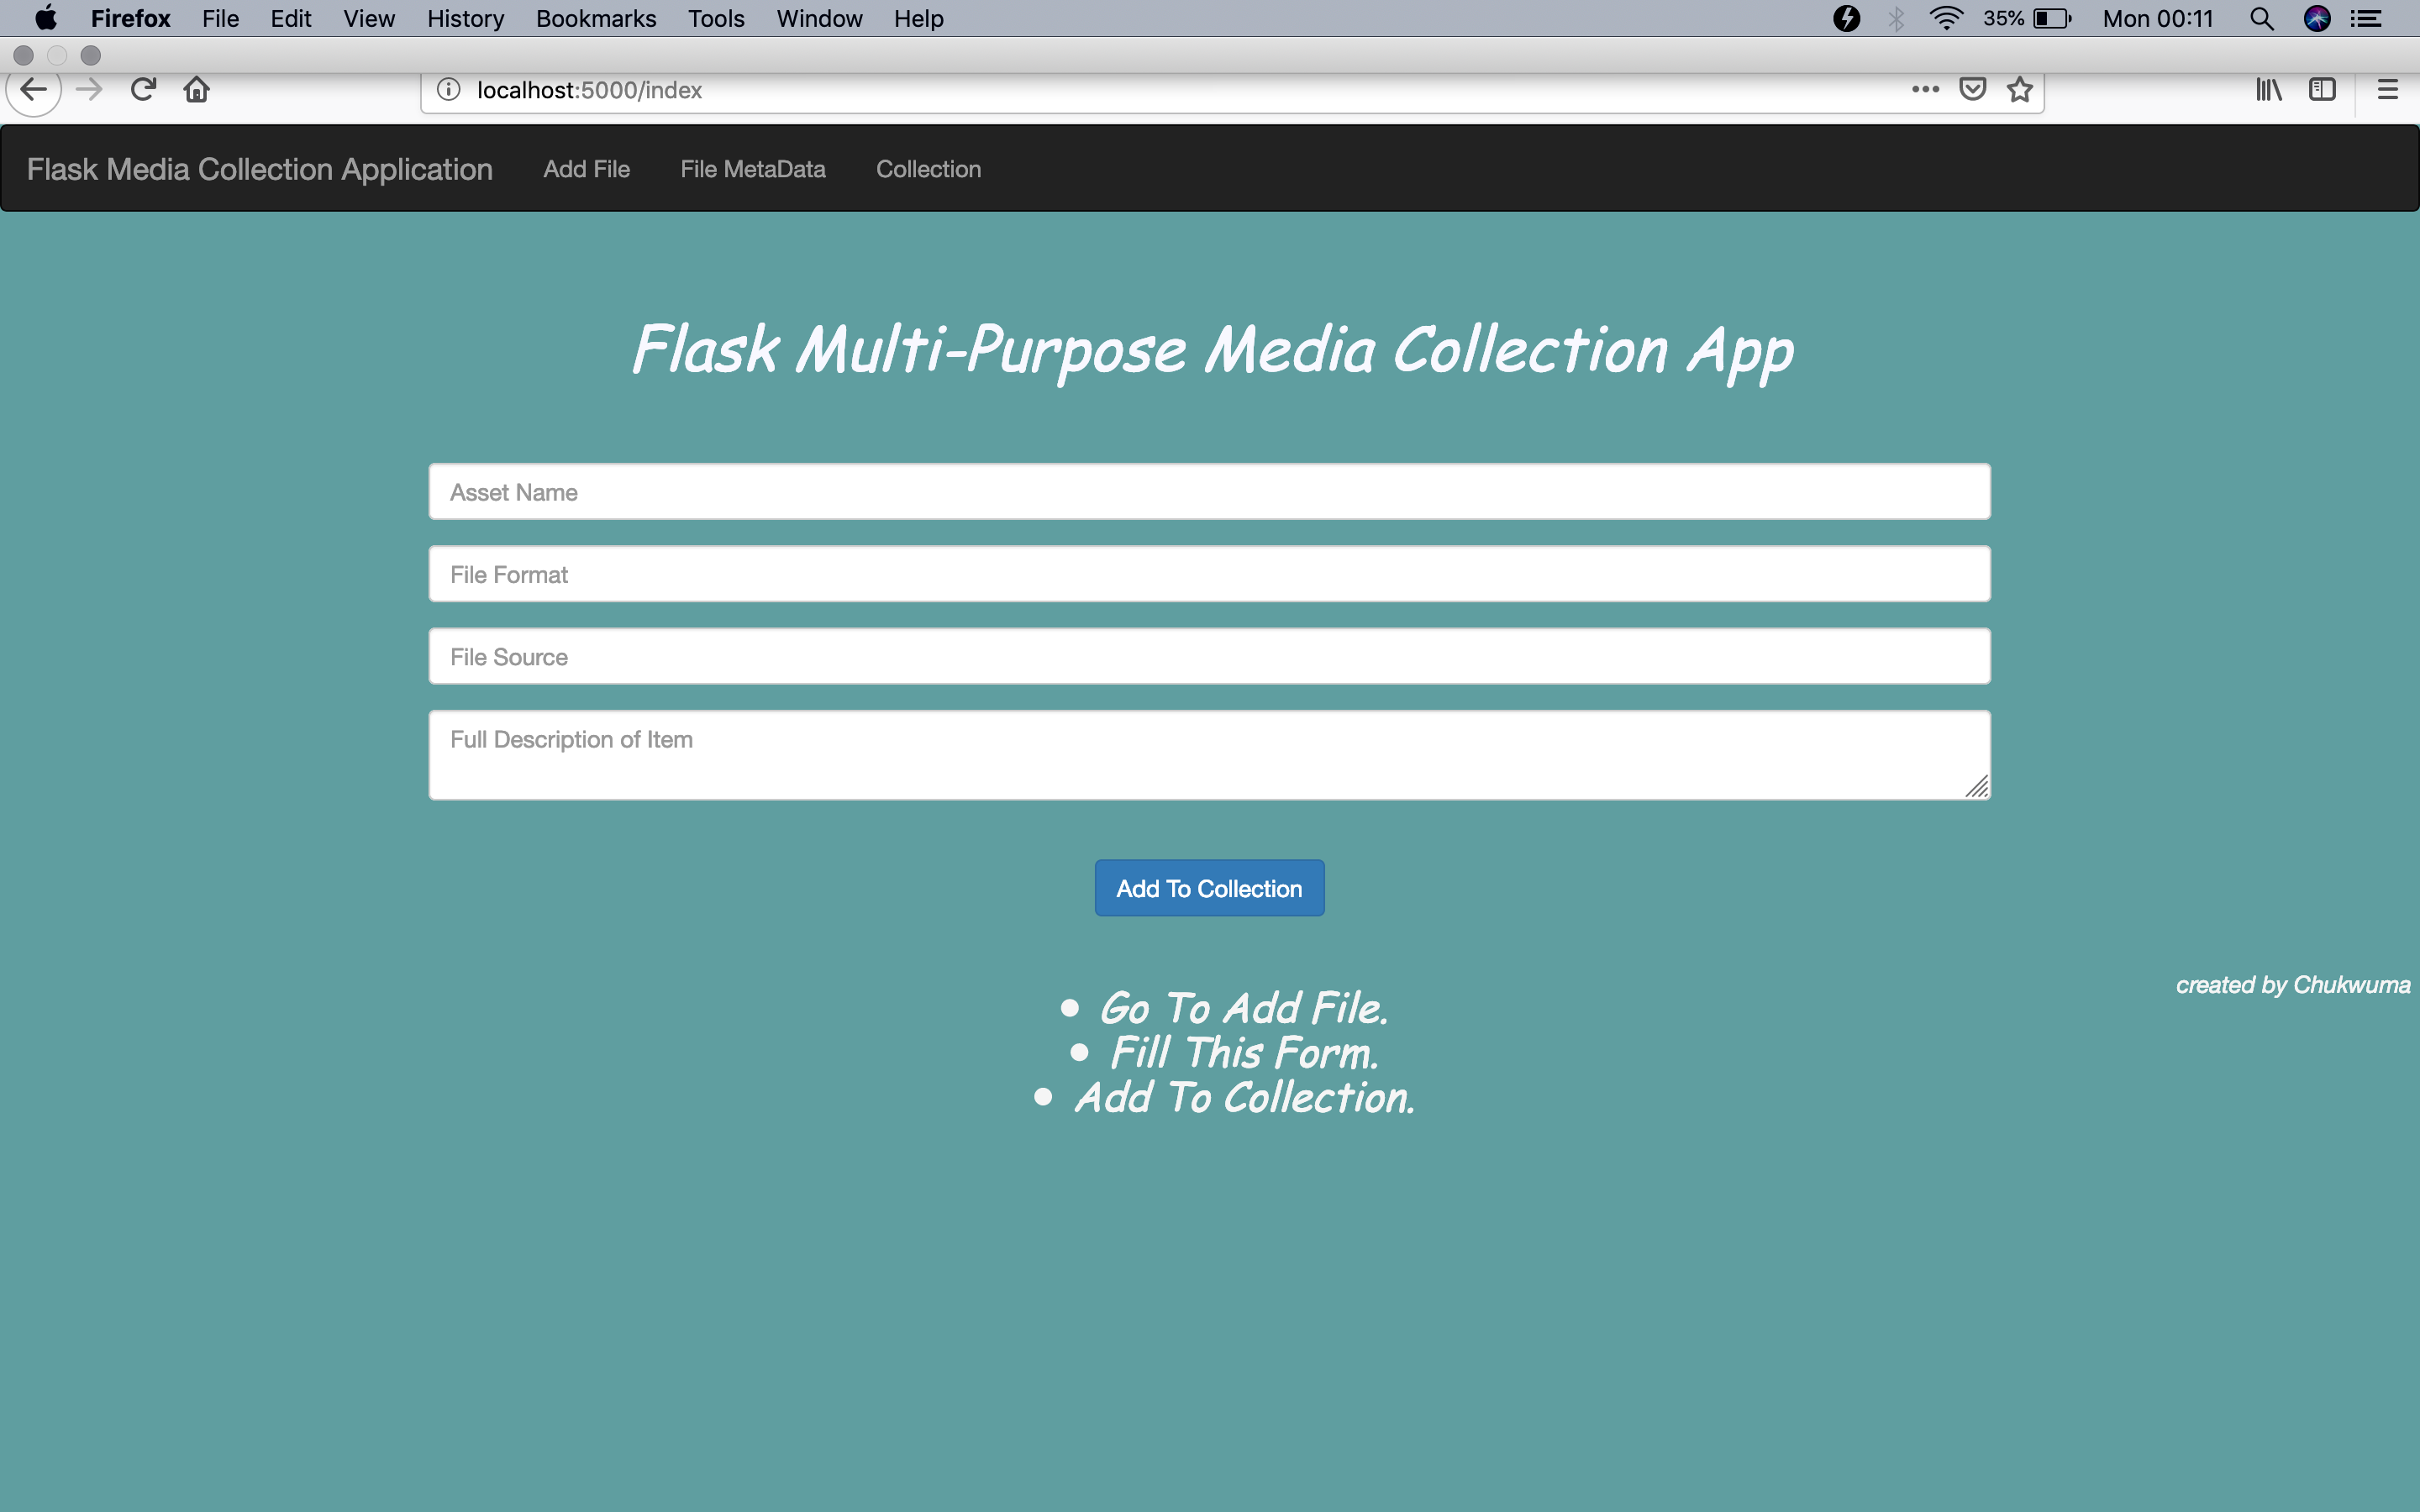 Firefox File Edit View History Bookmarks Tools Window Help 35% Mon 00:11
localhost:5000/index
Flask Media Collection Application Add File File MetaData Collection
Flask Multi-Purpose Media Collection App
Asset Name
File Format
File Source
Full Description of Item
Add To Collection
created by Chukwuma
Go To Add File.
Fill This Form.
Add To Collection.